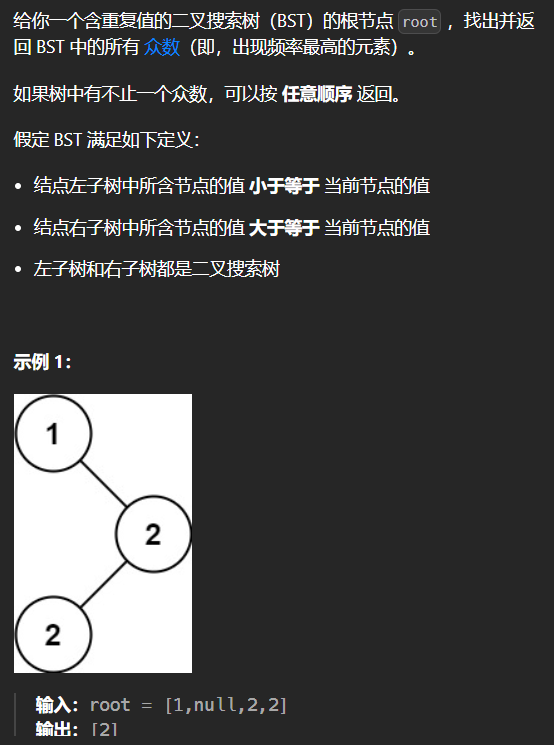 给你一个含重复值的二叉搜索树（BST）的根节点 root ，找出并返
回 BST 中的所有 众数（即，出现频率最高的元素）。
如果树中有不止一个众数，可以按 任意顺序 返回。
假定 BST 满足如下定义：
• 结点左子树中所含节点的值 小于等于 当前节点的值
• 结点右子树中所含节点的值 大于等于 当前节点的值
• 左子树和右子树都是二叉搜索树
示例 1：
1
2
2
输入：root = [1,null,2,2]
输出：[2]